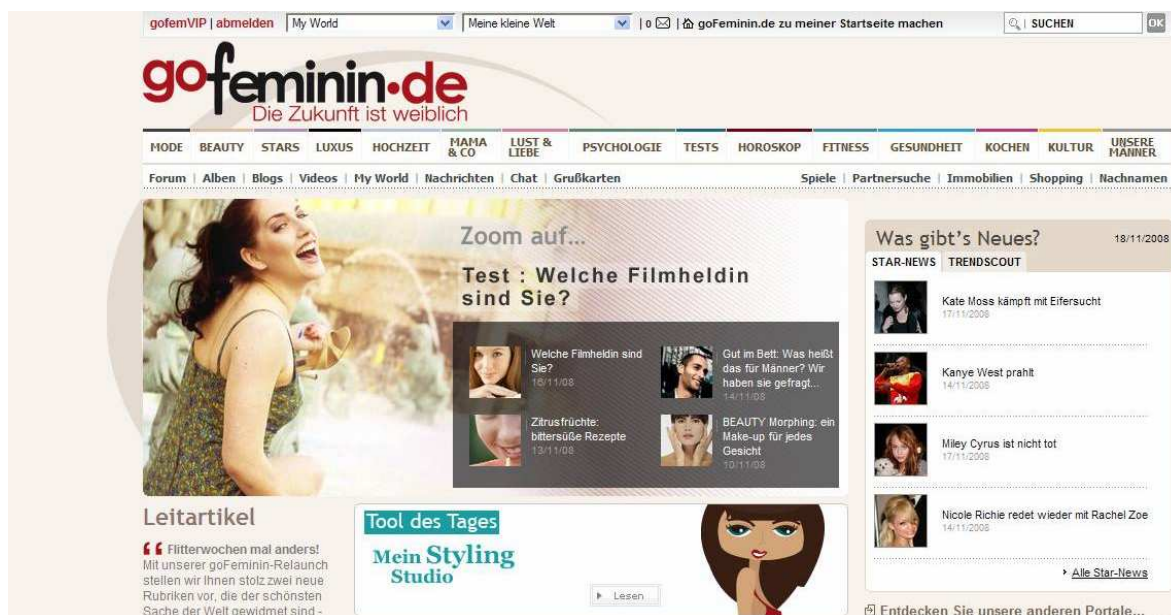 gofemVIP | abmelden My World Meine kleine Welt | 0 | goFeminin.de zu meiner Startseite machen | SUCHEN OK
gofeminin.de
Die Zukunft ist weiblich
MODE BEAUTY STARS LUXUS HOCHZEIT MAMA & CO LUST & LIEBE PSYCHOLOGIE TESTS HOROSKOP FITNESS GESUNDHEIT KOCHEN KULTUR UNSERE MÄNNER
Forum | Alben | Blogs | Videos | My World | Nachrichten | Chat | Grußkarten Spiele | Partnersuche | Immobilien | Shopping | Nachnamen
Zoom auf...
Test : Welche Filmheldin
sind Sie?
Welche Filmheldin sind
Sie?
16/11/08
Gut im Bett: Was heißt
das für Männer? Wir
haben sie gefragt...
14/11/08
Zitrusfrüchte:
bittersüße Rezepte
13/11/08
BEAUTY Morphing: ein
Make-up für jedes
Gesicht
10/11/08
Was gibt's Neues? 18/11/2008
STAR-NEWS TRENDSCOUT
Kate Moss kämpft mit Eifersucht
17/11/2008
Kanye West prahlt
14/11/2008
Miley Cyrus ist nicht tot
17/11/2008
Nicole Richie redet wieder mit Rachel Zoe
14/11/2008
Alle Star-News
Leitartikel
Flitterwochen mal anders!
Mit unserer goFeminin-Relaunch
stellen wir Ihnen stolz zwei neue
Rubriken vor, die der schönsten
Sache der Welt gewidmet sind -
Tool des Tages
Mein Styling
Studio
Lesen
Entdecken Sie unsere anderen Portale...